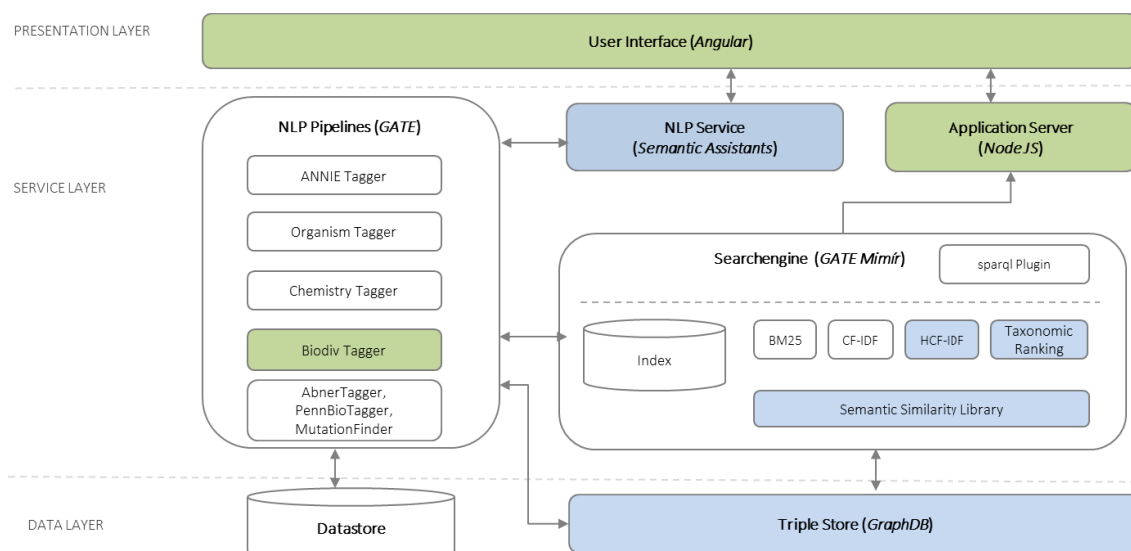 PRESENTATION LAYER
User Interface (Angular)
NLP Pipelines (GATE)
NLP Service
(Semantic Assistants)
Application Server
(Node JS)
SERVICE LAYER
ANNIE Tagger
Organism Tagger
Chemistry Tagger
Biodiv Tagger
AbnerTagger,
PennBioTagger,
MutationFinder
Searchengine (GATE Mimír)
sparql Plugin
Index
BM25
CF-IDF
HCF-IDF
Taxonomic
Ranking
Semantic Similarity Library
DATA LAYER
Datastore
Triple Store (GraphDB)